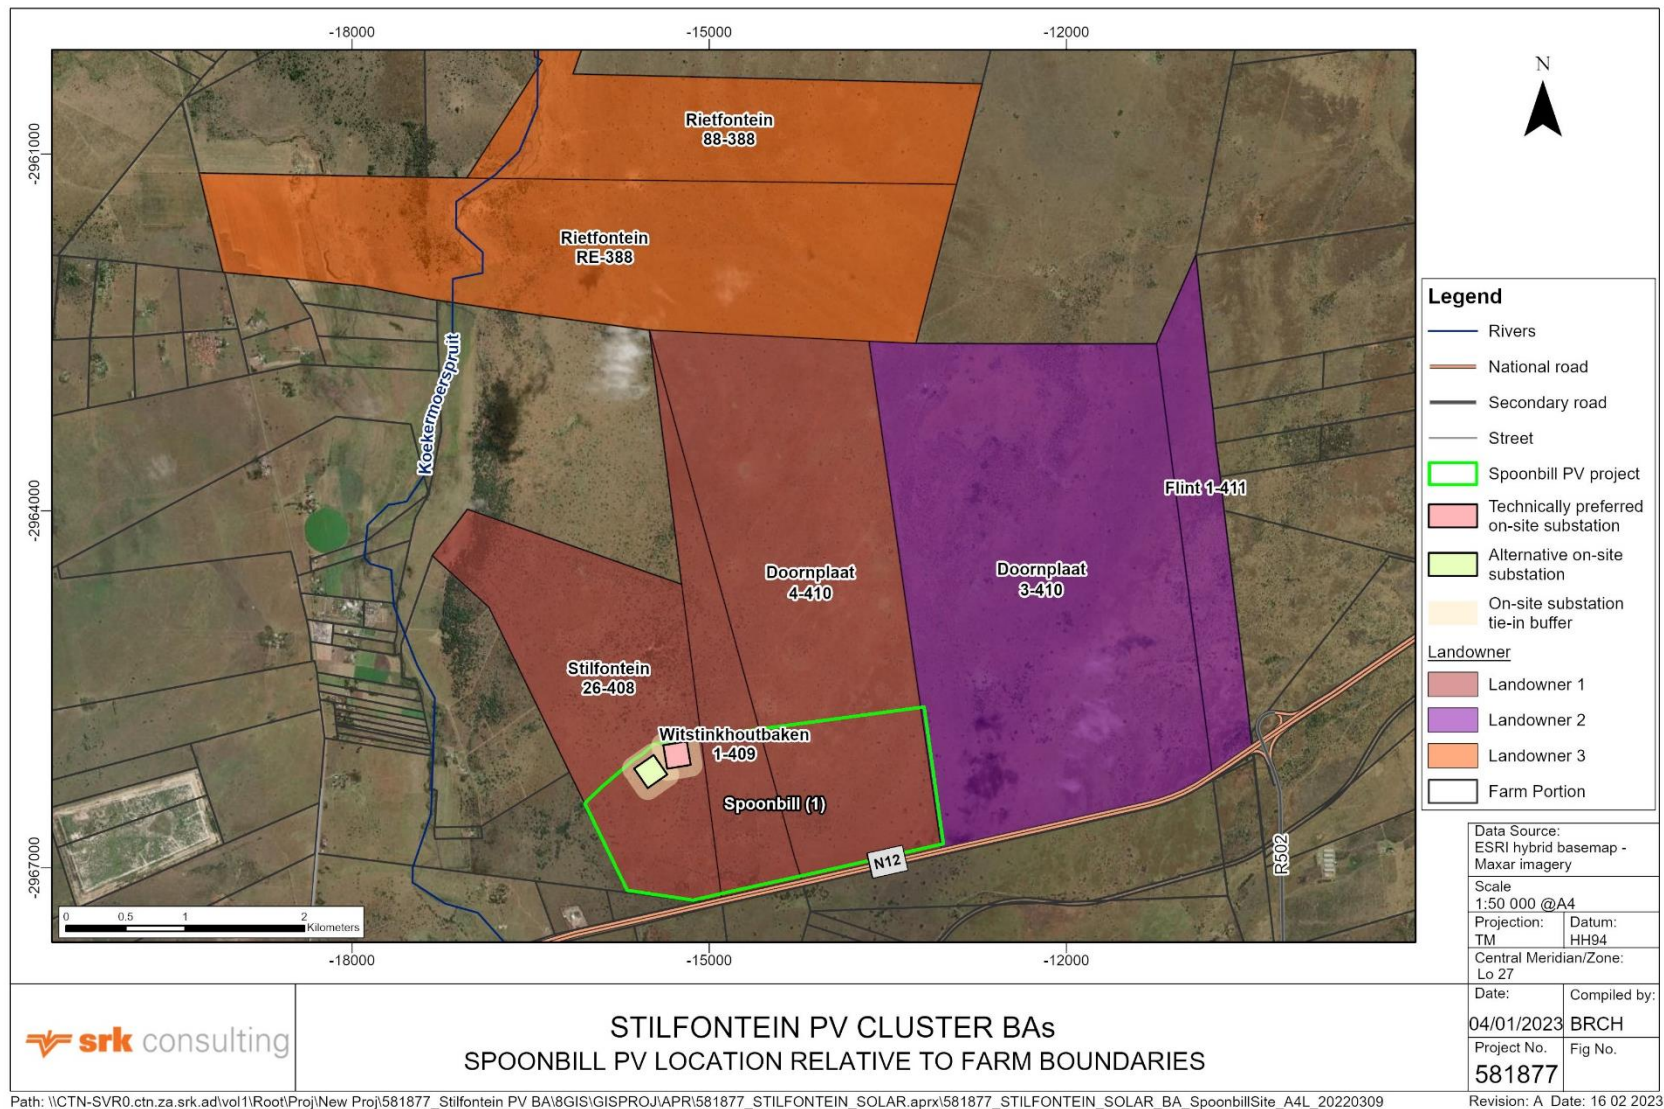 -18000
-15000
-12000
N
-2961000
-2964000
-2967000
Rietfontein
88-388
Rietfontein
RE-388
Koekermoerspruit
Flint 1-411
Doornplaat
4-410
Doornplaat
3-410
Stilfontein
26-408
Witstinkhoutbaken
1-409
Spoonbill (1)
N12
R502
0 0.5 1 2
Kilometers
-18000
-15000
-12000
Legend
Rivers
National road
Secondary road
Street
Spoonbill PV project
Technically preferred
on-site substation
Alternative on-site
substation
On-site substation
tie-in buffer
Landowner
Landowner 1
Landowner 2
Landowner 3
Farm Portion
Data Source:
ESRI hybrid basemap -
Maxar imagery
Scale
1:50 000 @A4
Projection:
TM
Datum:
HH94
Central Meridian/Zone:
Lo 27
Date:
04/01/2023
Compiled by:
BRCH
Project No.
581877
Fig No.
srk consulting
STILFONTEIN PV CLUSTER BAs
SPOONBILL PV LOCATION RELATIVE TO FARM BOUNDARIES
Path: \\CTN-SVR0.ctn.za.srk.ad\vol1\Root\Proj\New Proj\581877_Stilfontein PV BA\8GIS\GISPROJ\APR\581877_STILFONTEIN_SOLAR.aprx\581877_STILFONTEIN_SOLAR_BA_SpoonbillSite_A4L_20220309
Revision: A Date: 16 02 2023